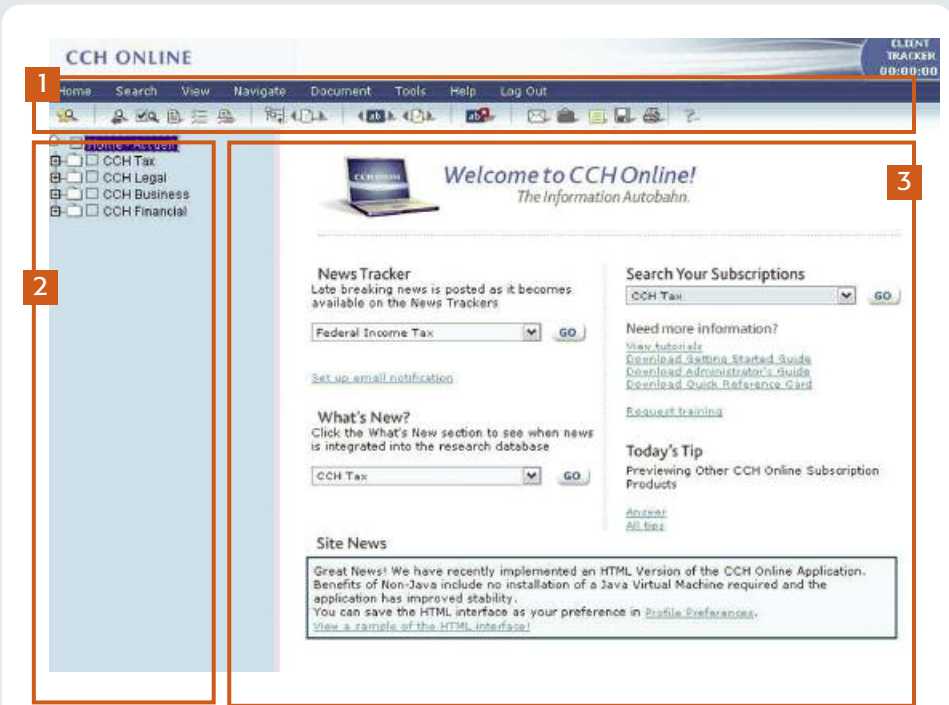 CCH ONLINE
CLIENT
TRACKER
00:00:00
1
Home Search View Navigate Document Tools Help Log Out
2
Home - Accueil
CCH Tax
CCH Legal
CCH Business
CCH Financial
3
CCH ONLINE
Welcome to CCH Online!
The Information Autobahn.
News Tracker
Late breaking news is posted as it becomes
available on the News Trackers
Federal Income Tax GO
Set up email notification
What's New?
Click the What's New section to see when news
is integrated into the research database
CCH Tax GO
Search Your Subscriptions
CCH Tax GO
Need more information?
View tutorials
Download Getting Started Guide
Download Administrator's Guide
Download Quick Reference Card
Request training
Today's Tip
Previewing Other CCH Online Subscription
Products
Answer
All tips
Site News
Great News! We have recently implemented an HTML Version of the CCH Online Application.
Benefits of Non-Java include no installation of a Java Virtual Machine required and the
application has improved stability.
You can save the HTML interface as your preference in Profile Preferences.
View a sample of the HTML interface!